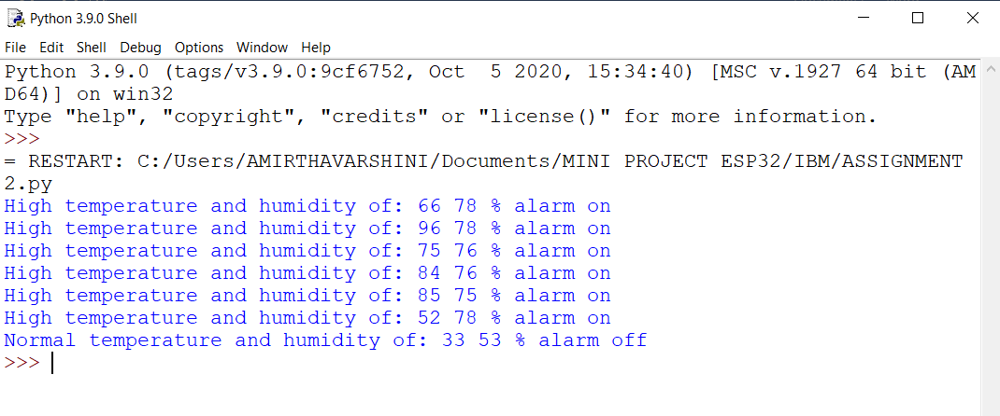 Python 3.9.0 Shell
File Edit Shell Debug Options Window Help
Python 3.9.0 (tags/v3.9.0:9cf6752, Oct  5 2020, 15:34:40) [MSC v.1927 64 bit (AM
D64)] on win32
Type "help", "copyright", "credits" or "license()" for more information.
>>>
= RESTART: C:/Users/AMIRTHAVARSHINI/Documents/MINI PROJECT ESP32/IBM/ASSIGNMENT
2.py
High temperature and humidity of: 66 78 % alarm on
High temperature and humidity of: 96 78 % alarm on
High temperature and humidity of: 75 76 % alarm on
High temperature and humidity of: 84 76 % alarm on
High temperature and humidity of: 85 75 % alarm on
High temperature and humidity of: 52 78 % alarm on
Normal temperature and humidity of: 33 53 % alarm off
>>>